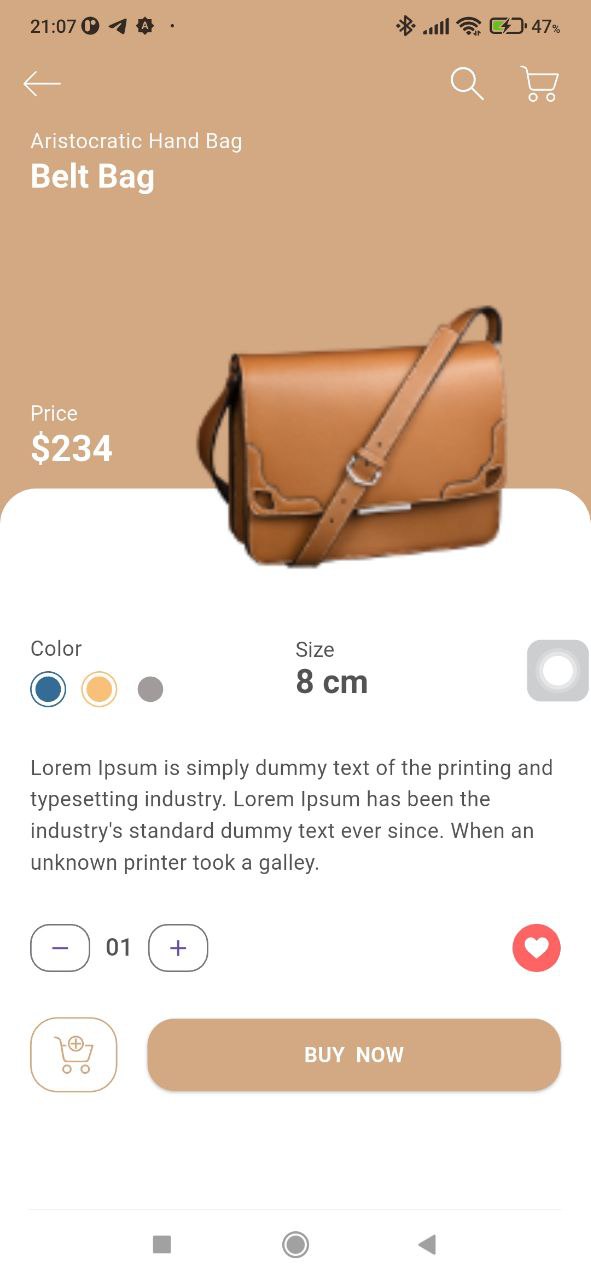 21:07
47%
Aristocratic Hand Bag
Belt Bag
Price
$234
Color
Size
8 cm
Lorem Ipsum is simply dummy text of the printing and
typesetting industry. Lorem Ipsum has been the
industry's standard dummy text ever since. When an
unknown printer took a galley.
01
BUY NOW